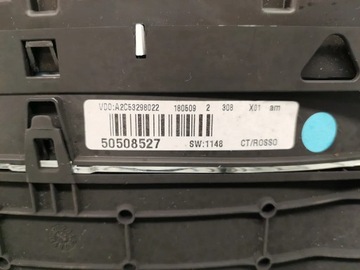 VDO:A2C53298022 180509 2 308 X01 am
50508527 SW:1148 CT/ROSSO